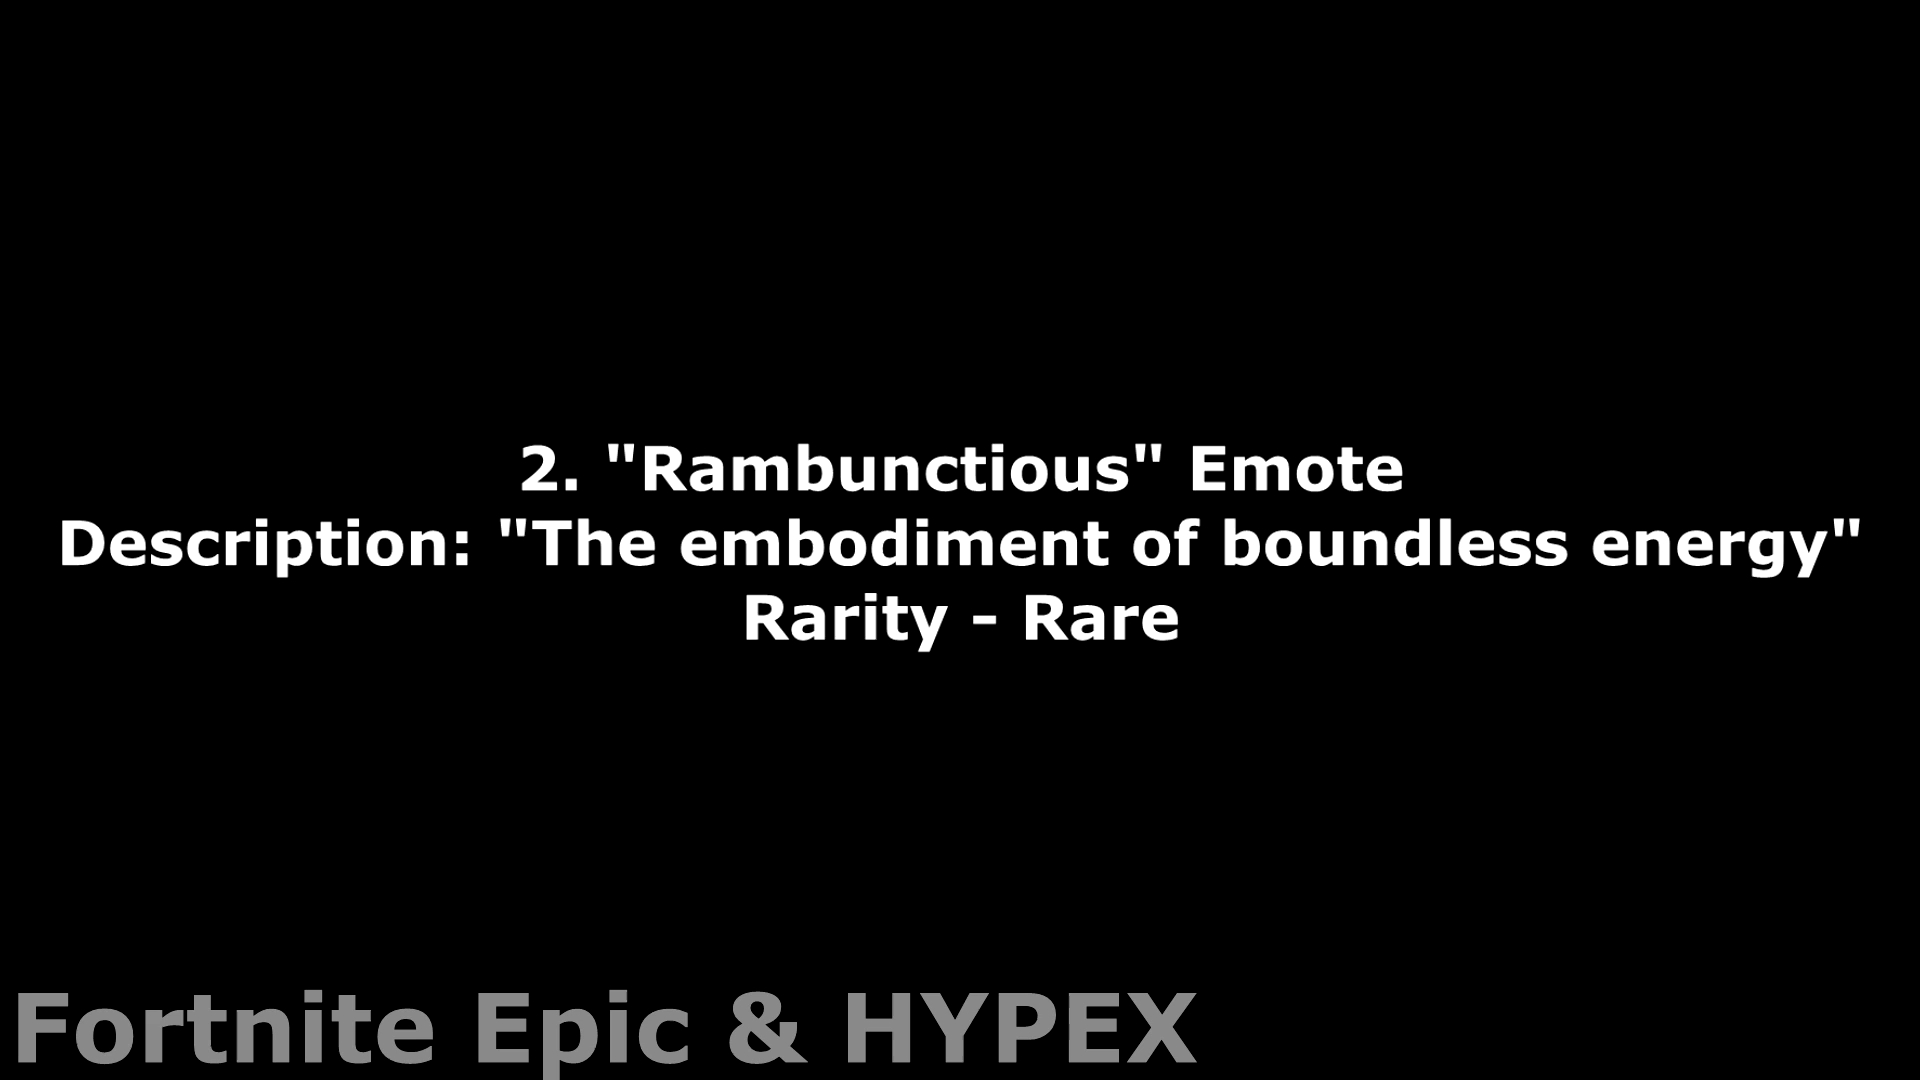 2. "Rambunctious" Emote
Description: "The embodiment of boundless energy"
Rarity - Rare
Fortnite Epic & HYPEX